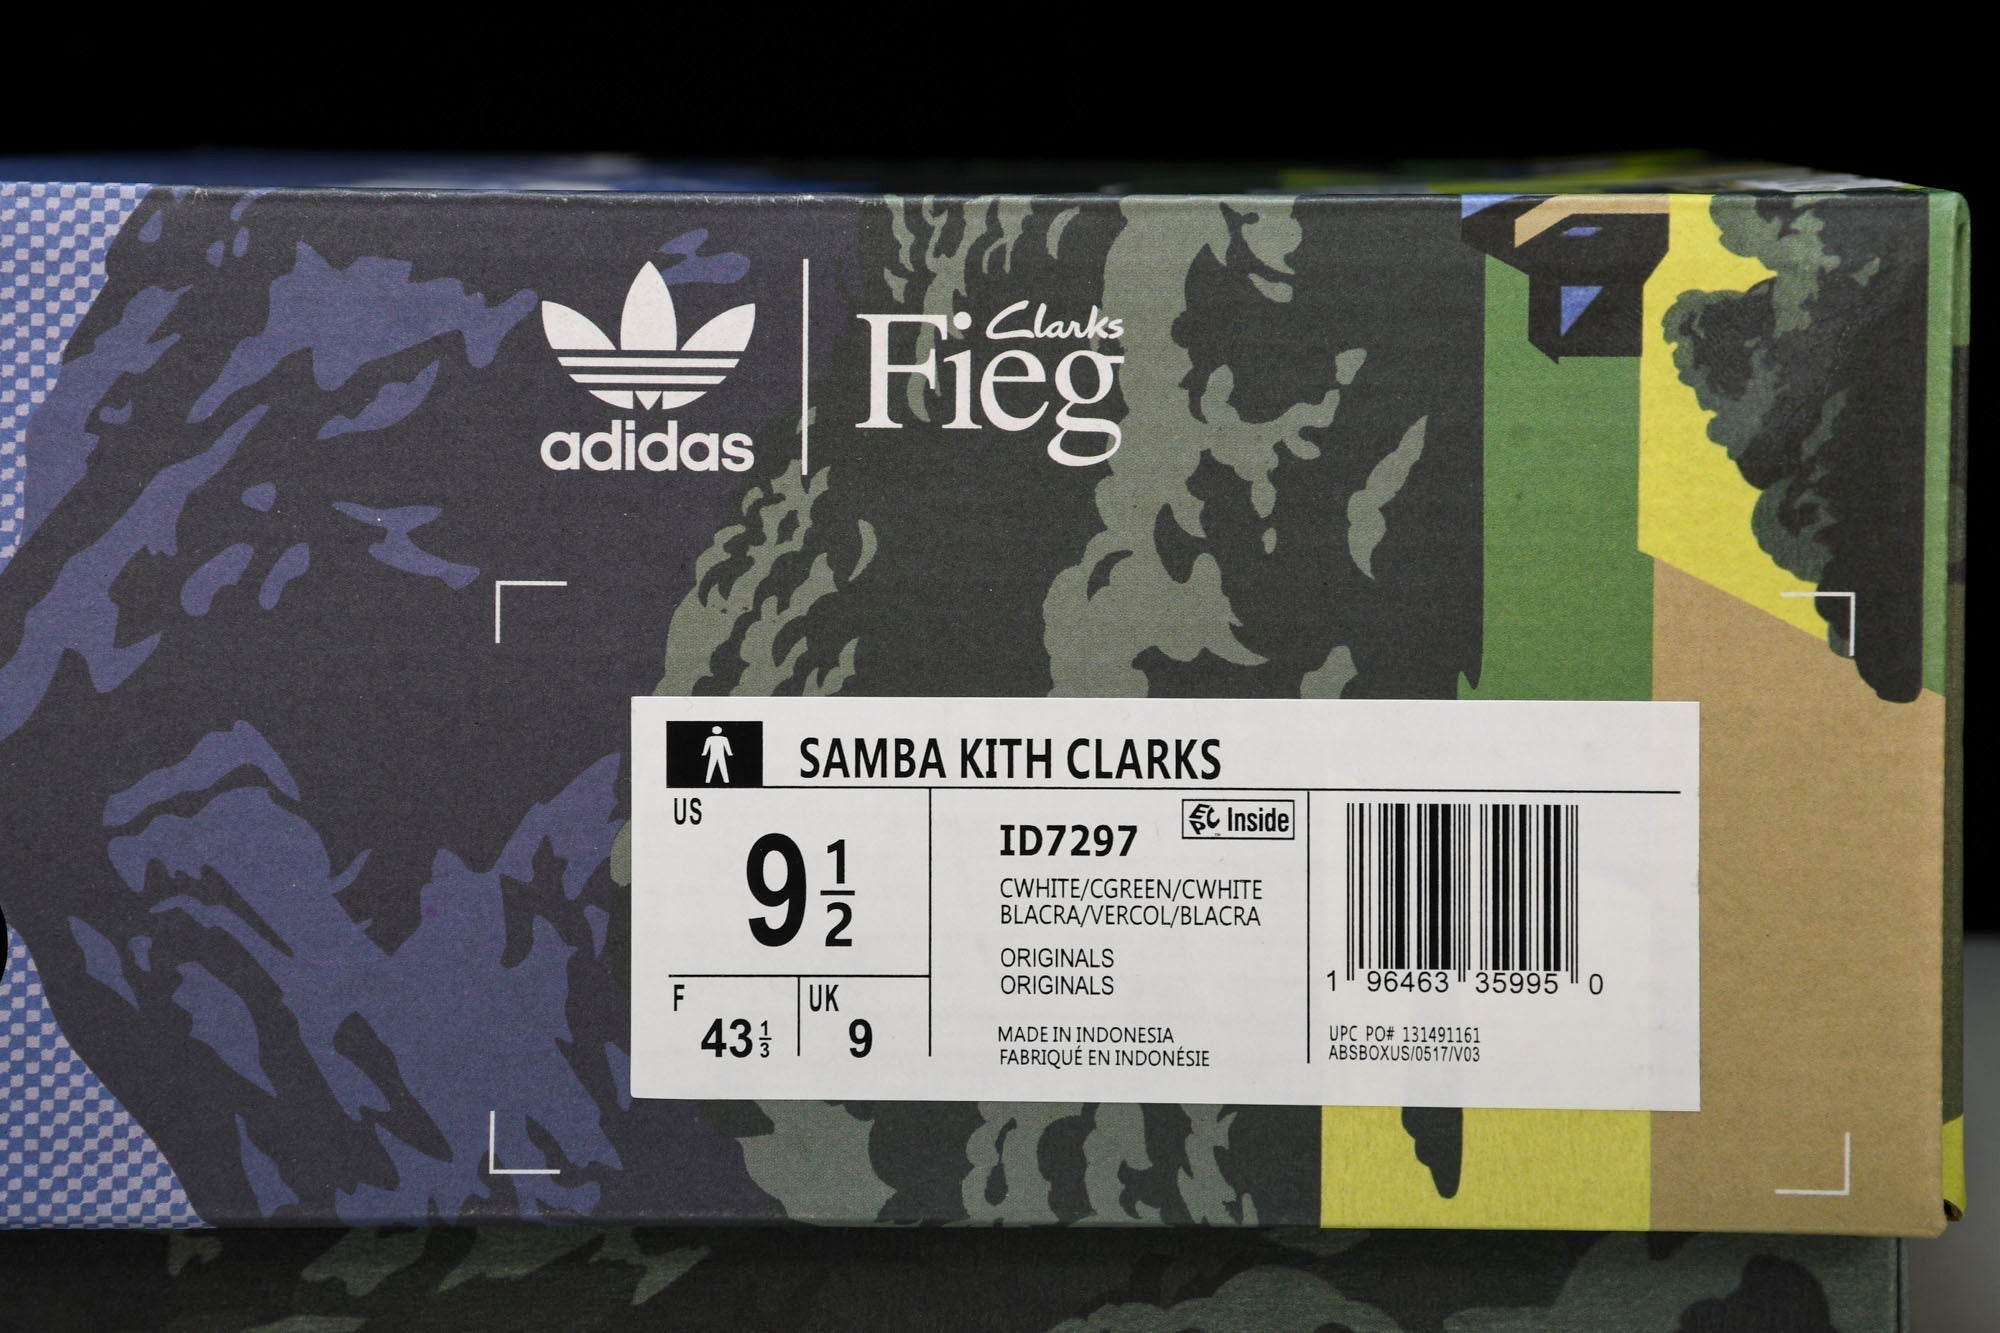 adidas
Clarks
Fieg
SAMBA KITH CLARKS
US
9 1/2
F
43 1/3
UK
9
ID7297
EPC Inside
CWHITE/CGREEN/CWHITE
BLACRA/VERCOL/BLACRA
ORIGINALS
ORIGINALS
MADE IN INDONESIA
FABRIQUÉ EN INDONÉSIE
1 96463 35995 0
UPC PO# 131491161
ABSBOXUS/0517/V03